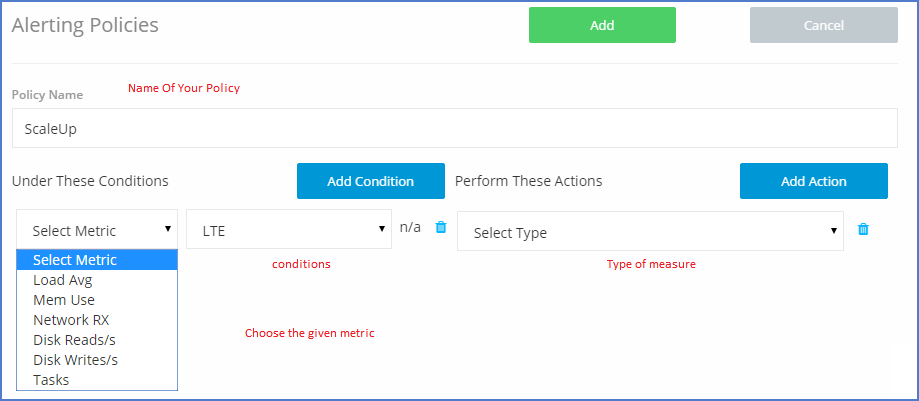 Alerting Policies
Add
Cancel
Policy Name
Name Of Your Policy
ScaleUp
Under These Conditions
Add Condition
Perform These Actions
Add Action
Select Metric
LTE
n/a
Select Type
Select Metric
conditions
Type of measure
Load Avg
Mem Use
Network RX
Choose the given metric
Disk Reads/s
Disk Writes/s
Tasks